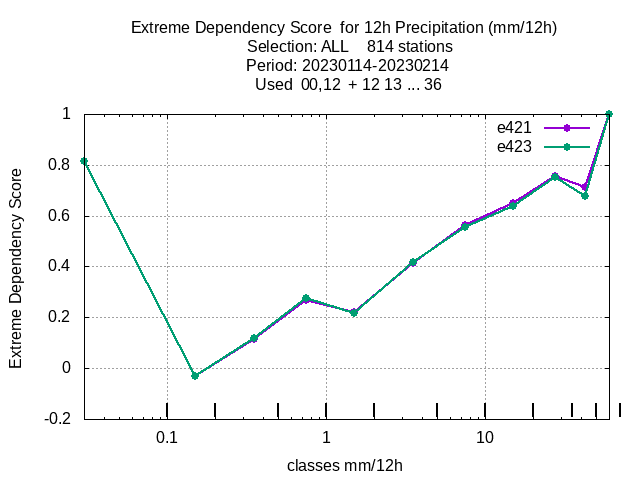 Extreme Dependency Score  for 12h Precipitation (mm/12h)
Selection: ALL    814 stations
Period: 20230114-20230214
Used  00,12  + 12 13 ... 36
e421
e423
1
0.8
0.6
0.4
0.2
0
-0.2
Extreme Dependency Score
0.1 1 10
classes mm/12h